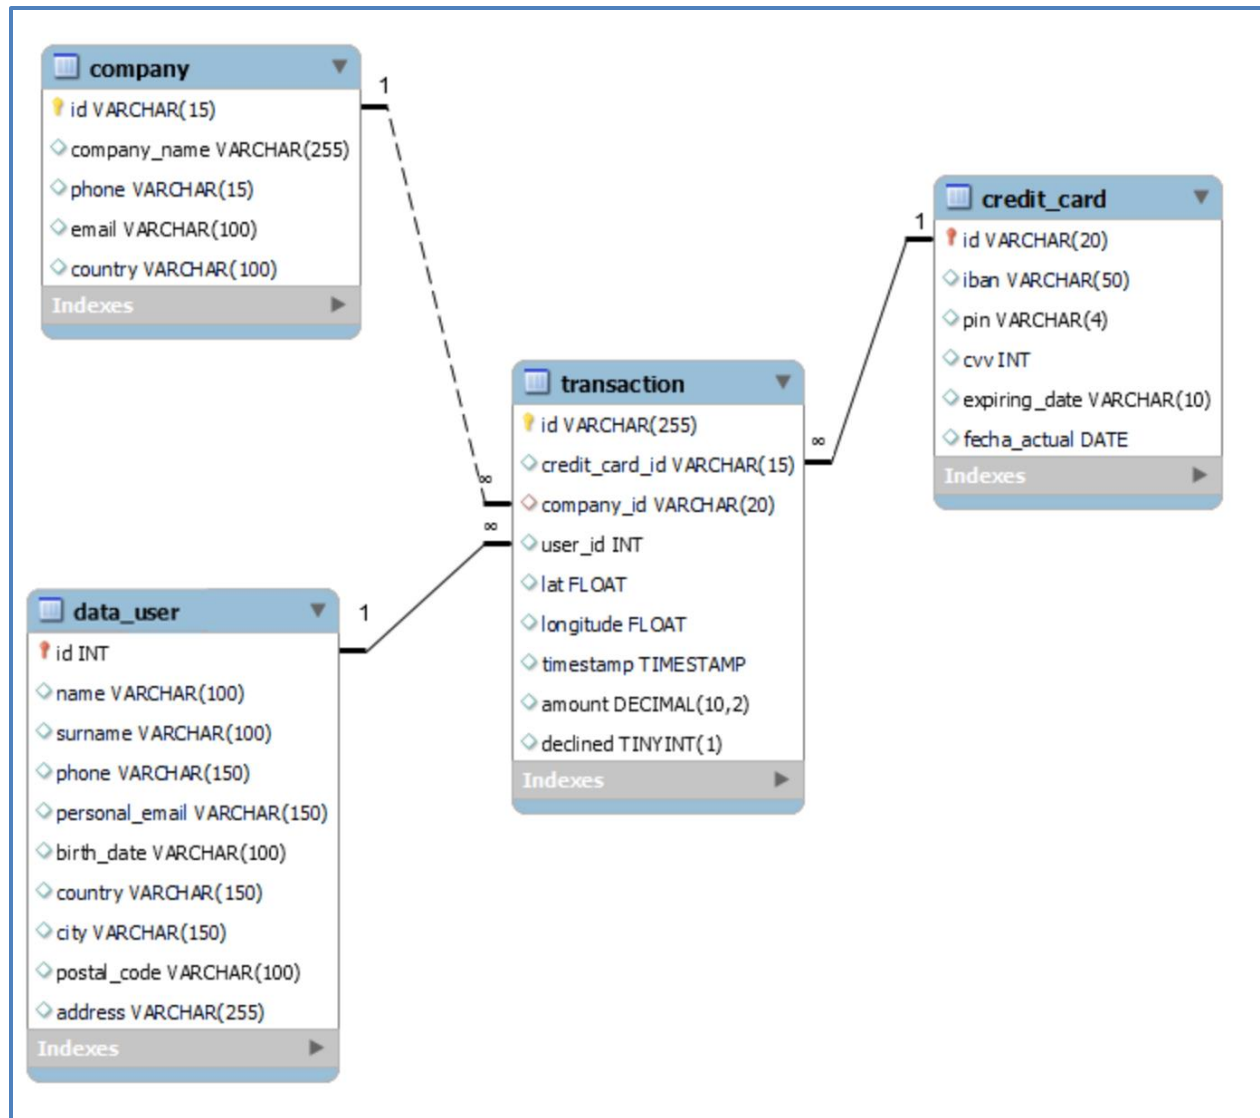 company
id VARCHAR(15)
company_name VARCHAR(255)
phone VARCHAR(15)
email VARCHAR(100)
country VARCHAR(100)
Indexes
1
credit_card
id VARCHAR(20)
iban VARCHAR(50)
pin VARCHAR(4)
cvv INT
expiring_date VARCHAR(10)
fecha_actual DATE
Indexes
1
transaction
id VARCHAR(255)
credit_card_id VARCHAR(15)
company_id VARCHAR(20)
user_id INT
lat FLOAT
longitude FLOAT
timestamp TIMESTAMP
amount DECIMAL(10,2)
declined TINYINT(1)
Indexes
∞
∞
∞
data_user
id INT
name VARCHAR(100)
surname VARCHAR(100)
phone VARCHAR(150)
personal_email VARCHAR(150)
birth_date VARCHAR(100)
country VARCHAR(150)
city VARCHAR(150)
postal_code VARCHAR(100)
address VARCHAR(255)
Indexes
1